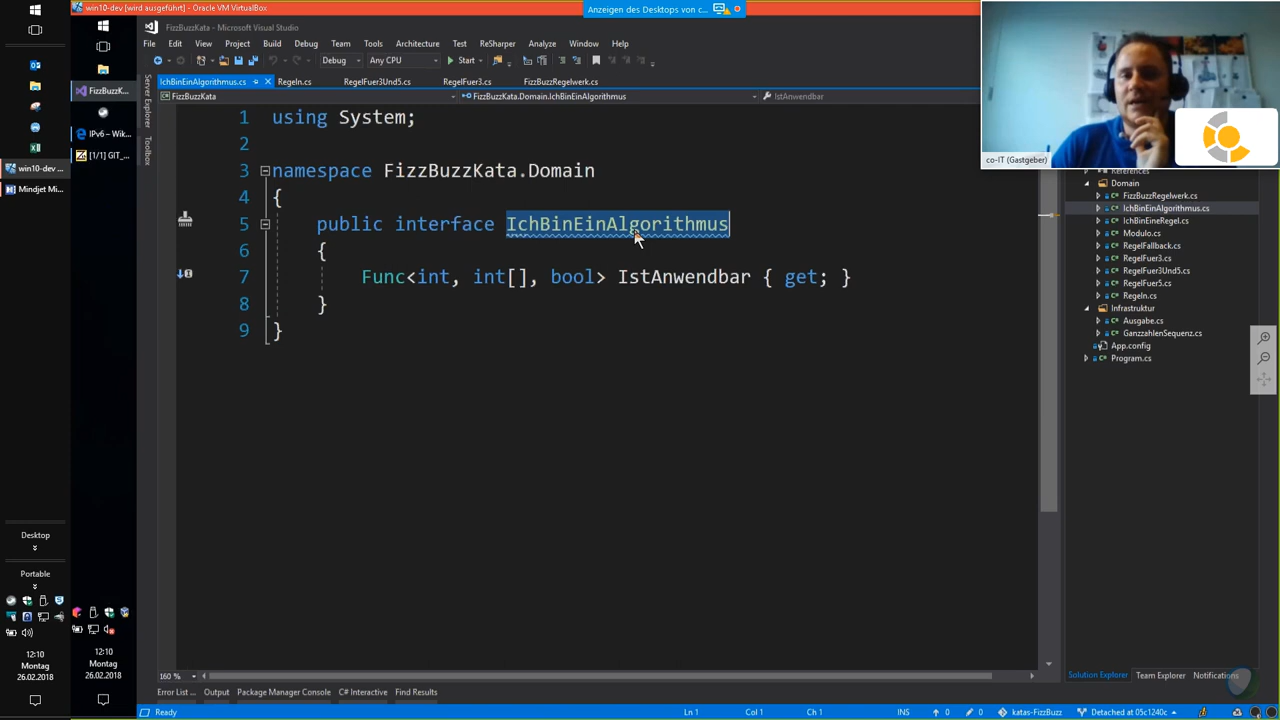 win10-dev [wird ausgeführt] - Oracle VM VirtualBox
Anzeigen des Desktops von c...
FizzBuzzKata - Microsoft Visual Studio
File Edit View Project Build Debug Team Tools Architecture Test ReSharper Analyze Window Help
Debug Any CPU Start
IchBinEinAlgorithmus.cs Regeln.cs RegelFuer3Und5.cs RegelFuer3.cs FizzBuzzRegelwerk.cs
FizzBuzzKata FizzBuzzKata.Domain.IchBinEinAlgorithmus IstAnwendbar
Server Explorer
Toolbox
1 using System;
2
3 namespace FizzBuzzKata.Domain
4 {
5 public interface IchBinEinAlgorithmus
6 {
7 Func<int, int[], bool> IstAnwendbar { get; }
8 }
9 }
co-IT (Gastgeber)
References
Domain
FizzBuzzRegelwerk.cs
IchBinEinAlgorithmus.cs
IchBinEineRegel.cs
Modulo.cs
RegelFallback.cs
RegelFuer3.cs
RegelFuer3Und5.cs
RegelFuer5.cs
Regeln.cs
Infrastruktur
Ausgabe.cs
GanzzahlenSequenz.cs
App.config
Program.cs
FizzBuzzK...
IPv6 – Wik...
[1/1] GIT_...
win10-dev ...
Mindjet Mi...
Desktop
Portable
12:10
Montag
26.02.2018
12:10
Montag
26.02.2018
160 %
Solution Explorer Team Explorer Notifications
Error List ... Output Package Manager Console C# Interactive Find Results
Ready Ln 1 Col 1 Ch 1 INS 0 0 katas-FizzBuzz Detached at 05c1240c